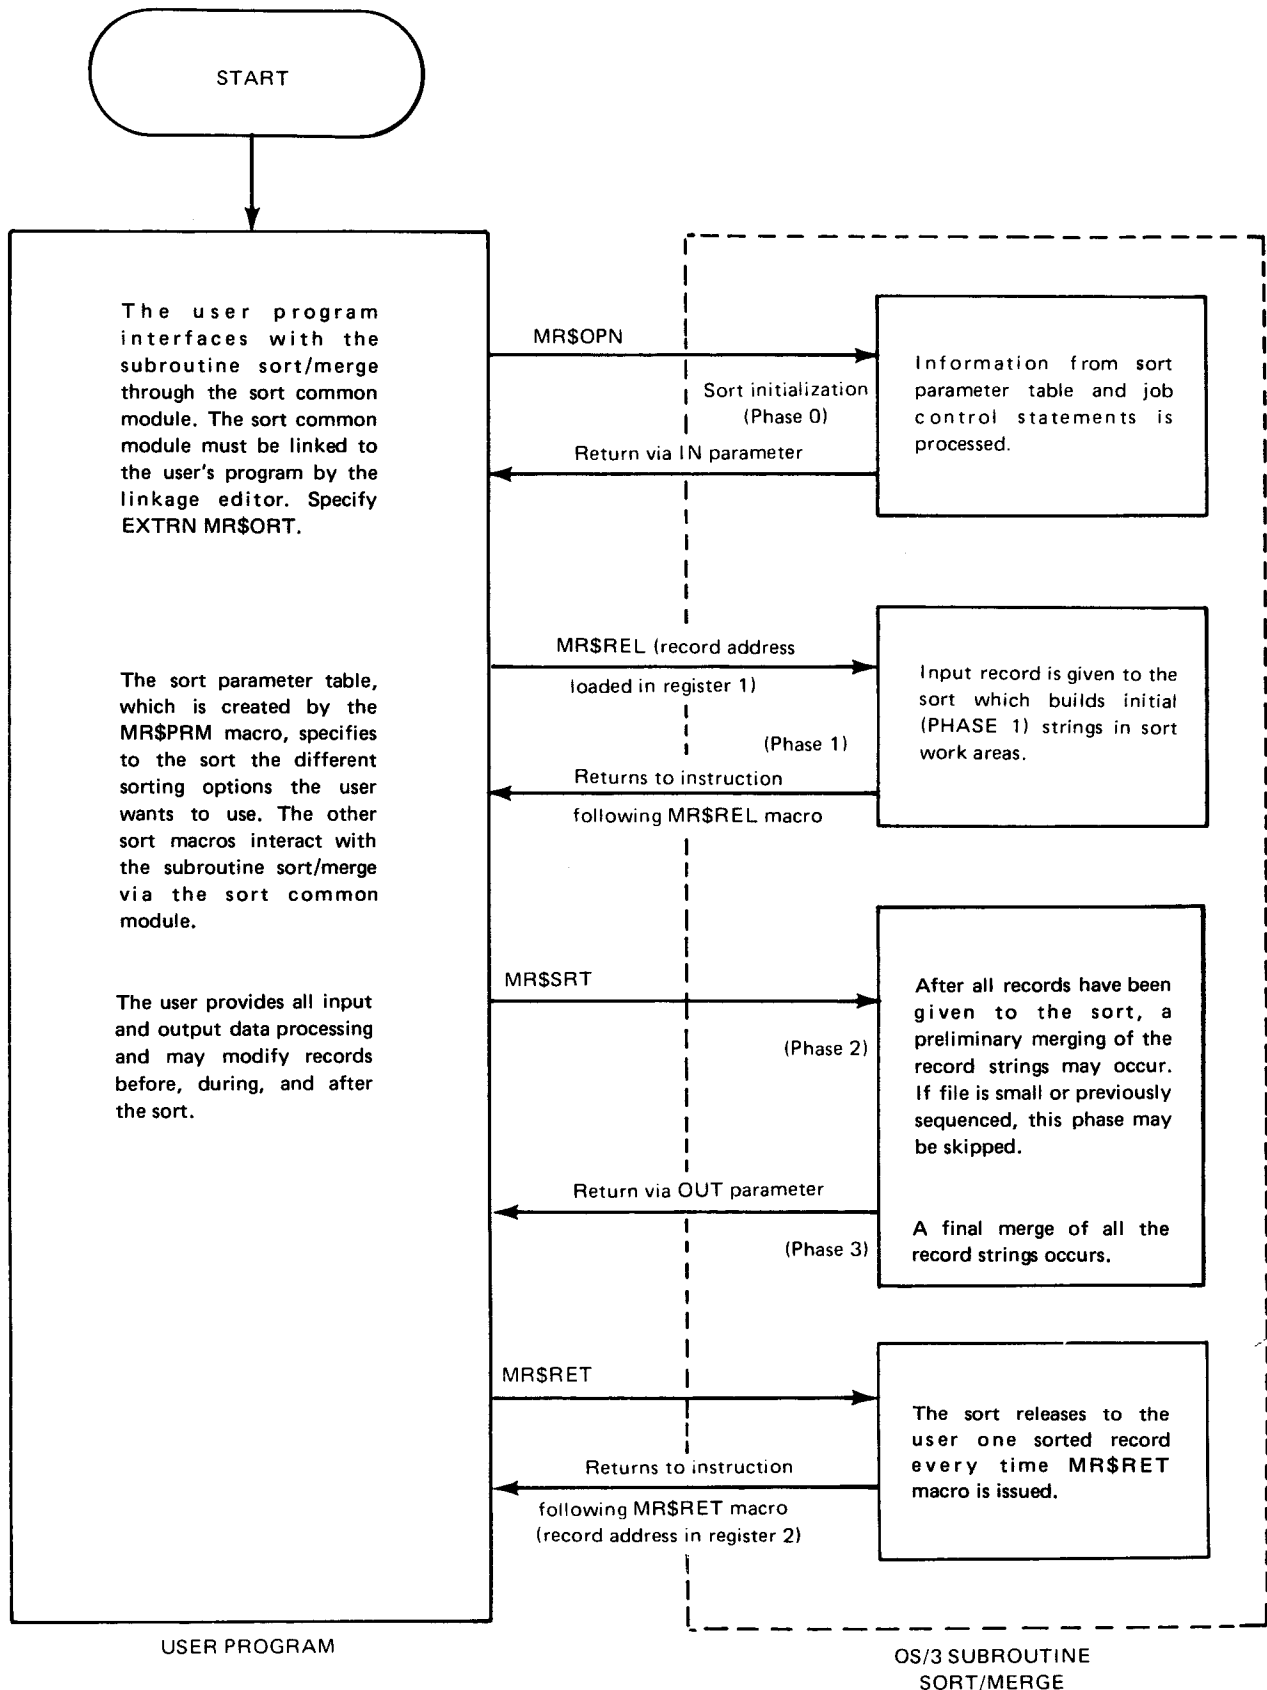 START
The user program
interfaces with the
subroutine sort/merge
through the sort common
module. The sort common
module must be linked to
the user's program by the
linkage editor. Specify
EXTRN MR$ORT.
The sort parameter table,
which is created by the
MR$PRM macro, specifies
to the sort the different
sorting options the user
wants to use. The other
sort macros interact with
the subroutine sort/merge
via the sort common
module.
The user provides all input
and output data processing
and may modify records
before, during, and after
the sort.
USER PROGRAM
MR$OPN
Sort initialization
(Phase 0)
Return via IN parameter
Information from sort
parameter table and job
control statements is
processed.
MR$REL (record address
loaded in register 1)
(Phase 1)
Returns to instruction
following MR$REL macro
Input record is given to the
sort which builds initial
(PHASE 1) strings in sort
work areas.
MR$SRT
(Phase 2)
Return via OUT parameter
(Phase 3)
After all records have been
given to the sort, a
preliminary merging of the
record strings may occur.
If file is small or previously
sequenced, this phase may
be skipped.
A final merge of all the
record strings occurs.
MR$RET
Returns to instruction
following MR$RET macro
(record address in register 2)
The sort releases to the
user one sorted record
every time MR$RET
macro is issued.
OS/3 SUBROUTINE
SORT/MERGE